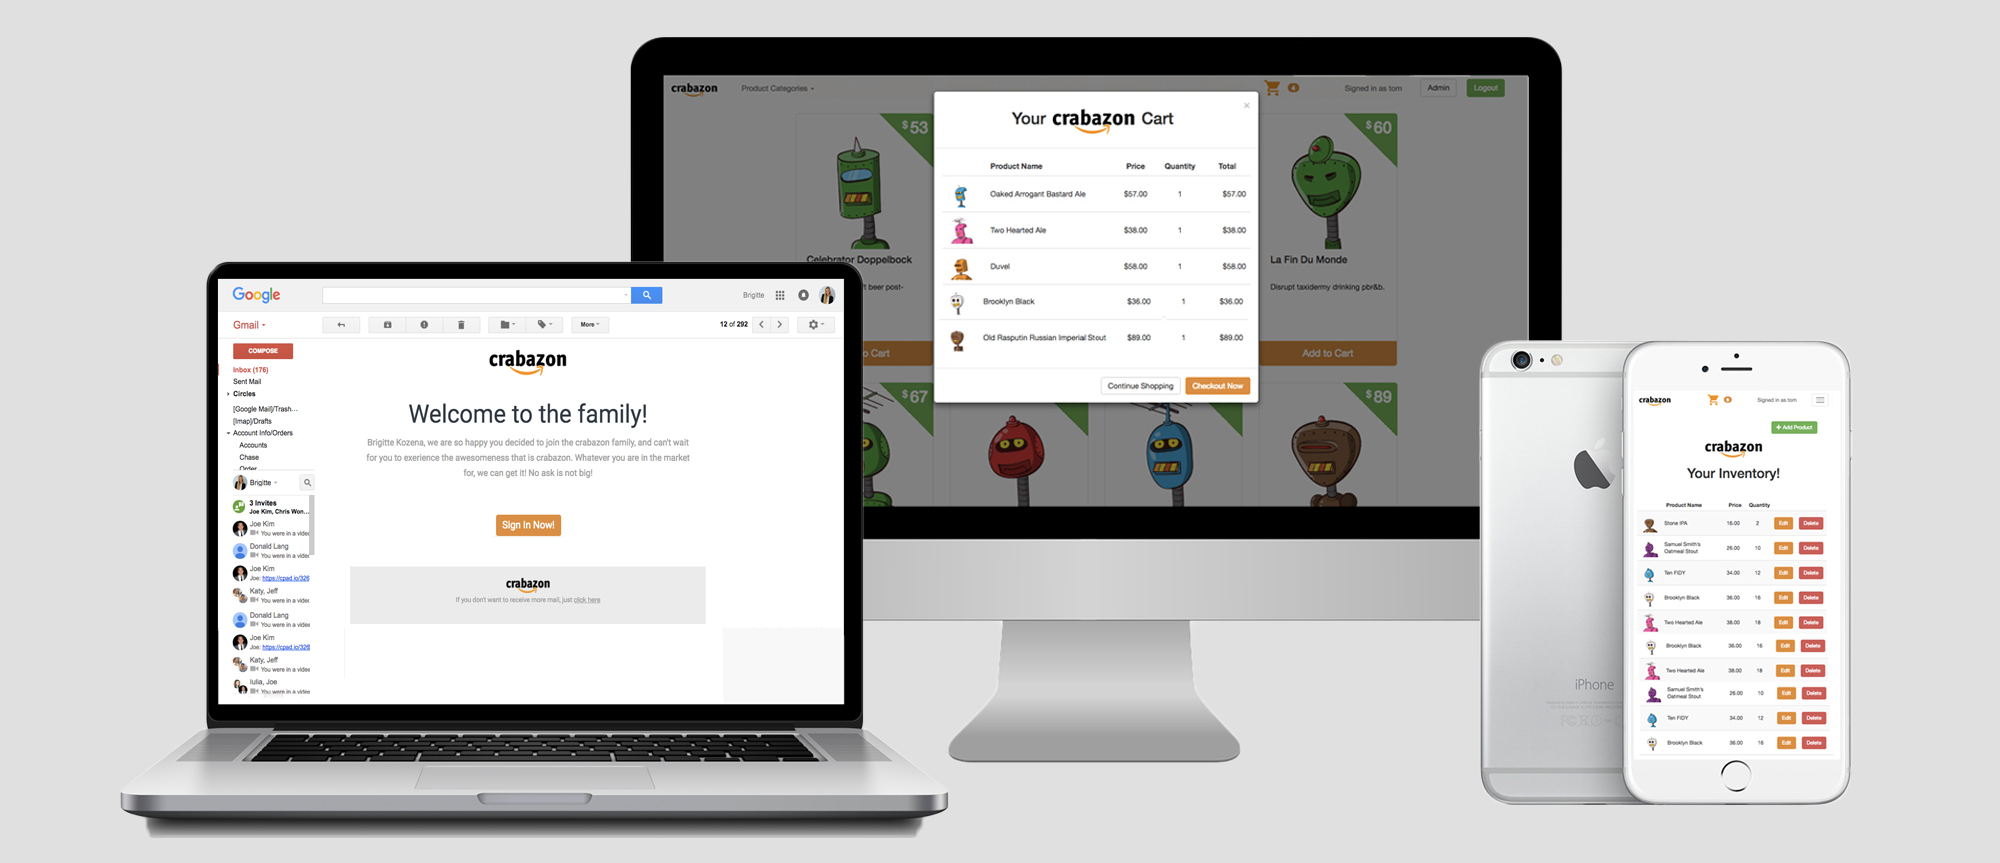 crabazon
Product Categories
4
Signed in as tom
Admin
Logout
$53
Celebrator Doppelbock
't beer post-
o Cart
$67
Your crabazon Cart
×
Product Name Price Quantity Total
Oaked Arrogant Bastard Ale $57.00 1 $57.00
Two Hearted Ale $38.00 1 $38.00
Duvel $58.00 1 $58.00
Brooklyn Black $36.00 1 $36.00
Old Rasputin Russian Imperial Stout $89.00 1 $89.00
Continue Shopping
Checkout Now
$60
La Fin Du Monde
Disrupt taxidermy drinking pbr&b.
Add to Cart
$89
Google
Brigitte
Gmail
More
12 of 292
COMPOSE
Inbox (176)
Sent Mail
Circles
[Google Mail]/Trash...
[Imap]/Drafts
Account Info/Orders
Accounts
Chase
Order
Brigitte
3 Invites
Joe Kim, Chris Won...
Joe Kim
You were in a video
Donald Lang
You were in a vide
Joe Kim
Joe: https://cpad.io/326
Katy, Jeff
You were in a video
Donald Lang
You were in a vide
Joe Kim
Joe: https://cpad.io/326
Katy, Jeff
You were in a video
Iulia, Joe
You were in a vide
crabazon
Welcome to the family!
Brigitte Kozena, we are so happy you decided to join the crabazon family, and can't wait
for you to exerience the awesomeness that is crabazon. Whatever you are in the market
for, we can get it! No ask is not big!
Sign In Now!
crabazon
If you don't want to receive more mail, just click here
iPhone
crabazon
Signed in as tom
+ Add Product
crabazon
Your Inventory!
Product Name Price Quantity
Stone IPA 16.00 2 Edit Delete
Samuel Smith's
Oatmeal Stout 26.00 10 Edit Delete
Ten FIDY 34.00 12 Edit Delete
Brooklyn Black 36.00 16 Edit Delete
Two Hearted Ale 38.00 18 Edit Delete
Brooklyn Black 36.00 16 Edit Delete
Two Hearted Ale 38.00 18 Edit Delete
Samuel Smith's
Oatmeal Stout 26.00 10 Edit Delete
Ten FIDY 34.00 12 Edit Delete
Brooklyn Black 36.00 16 Edit Delete